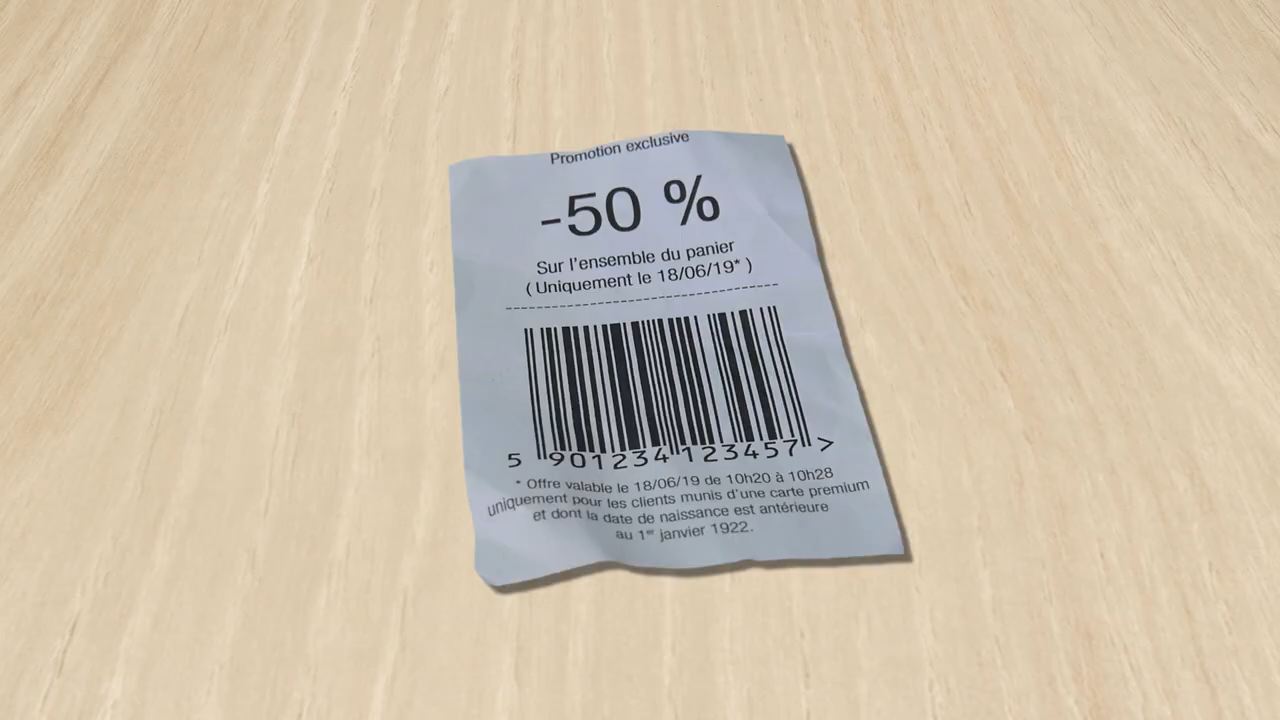 Promotion exclusive
-50 %
Sur l'ensemble du panier
( Uniquement le 18/06/19* )
5 901234 123457 >
* Offre valable le 18/06/19 de 10h20 à 10h28
uniquement pour les clients munis d'une carte premium
et dont la date de naissance est antérieure
au 1er janvier 1922.